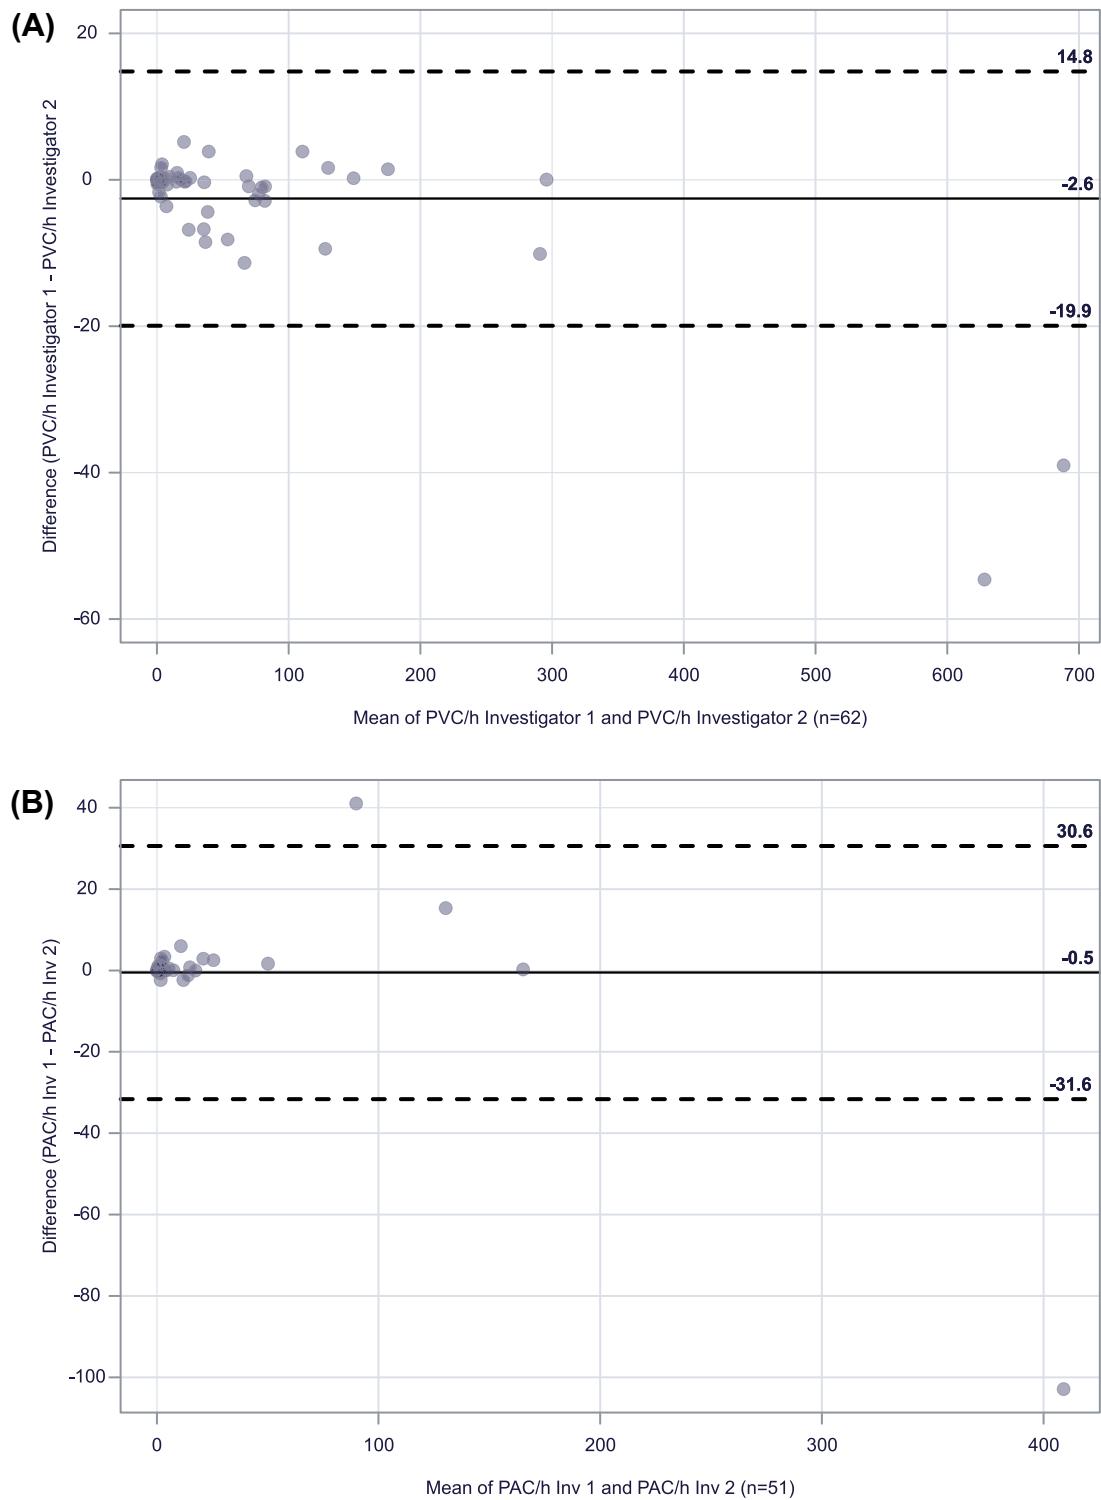 (A)
20
0
-20
-40
-60
Difference (PVC/h Investigator 1 - PVC/h Investigator 2
14.8
-2.6
-19.9
0 100 200 300 400 500 600 700
Mean of PVC/h Investigator 1 and PVC/h Investigator 2 (n=62)
(B)
40
20
0
-20
-40
-60
-80
-100
Difference (PAC/h Inv 1 - PAC/h Inv 2)
30.6
-0.5
-31.6
0 100 200 300 400
Mean of PAC/h Inv 1 and PAC/h Inv 2 (n=51)